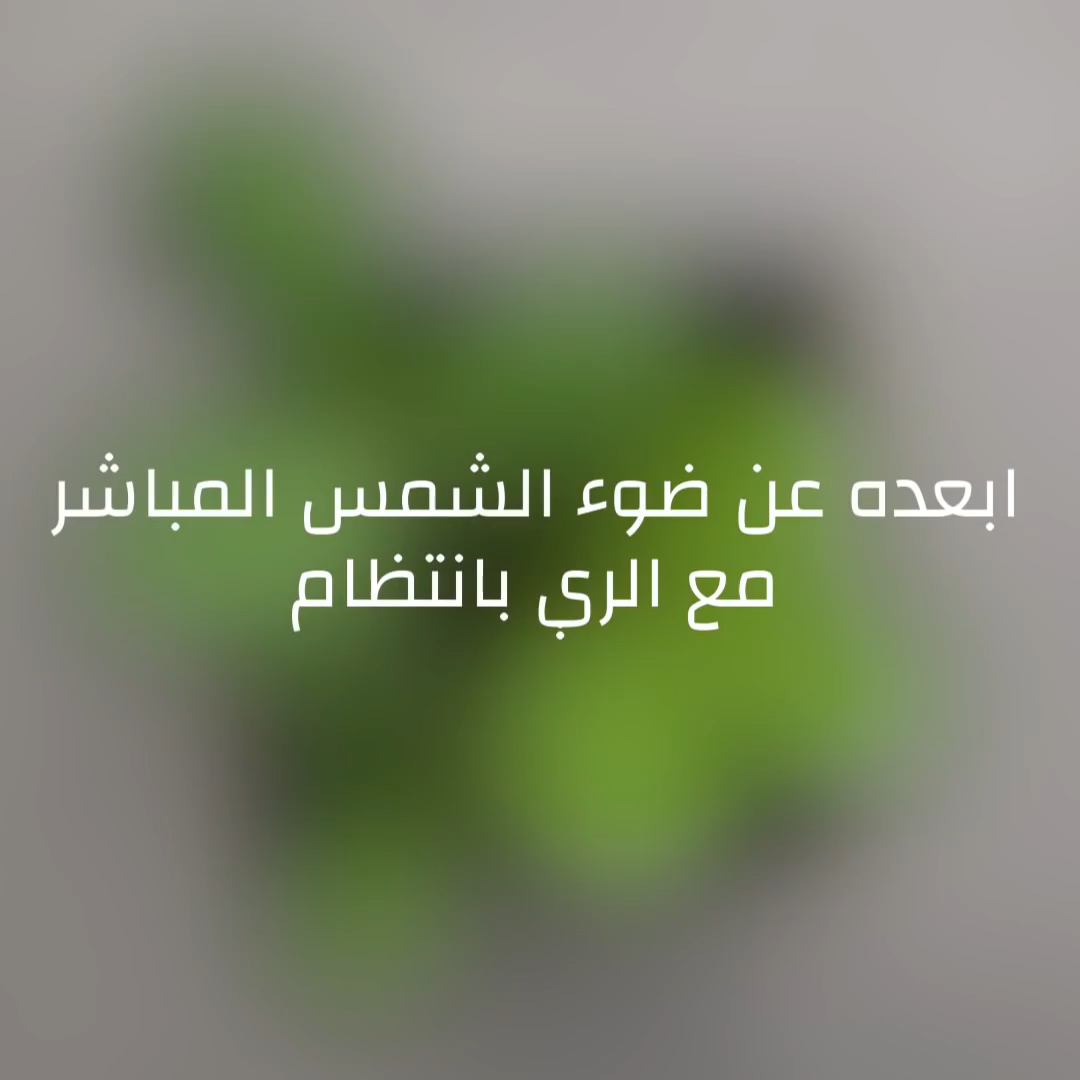 ابعده عن ضوء الشمس المباشر
مع الري بانتظام